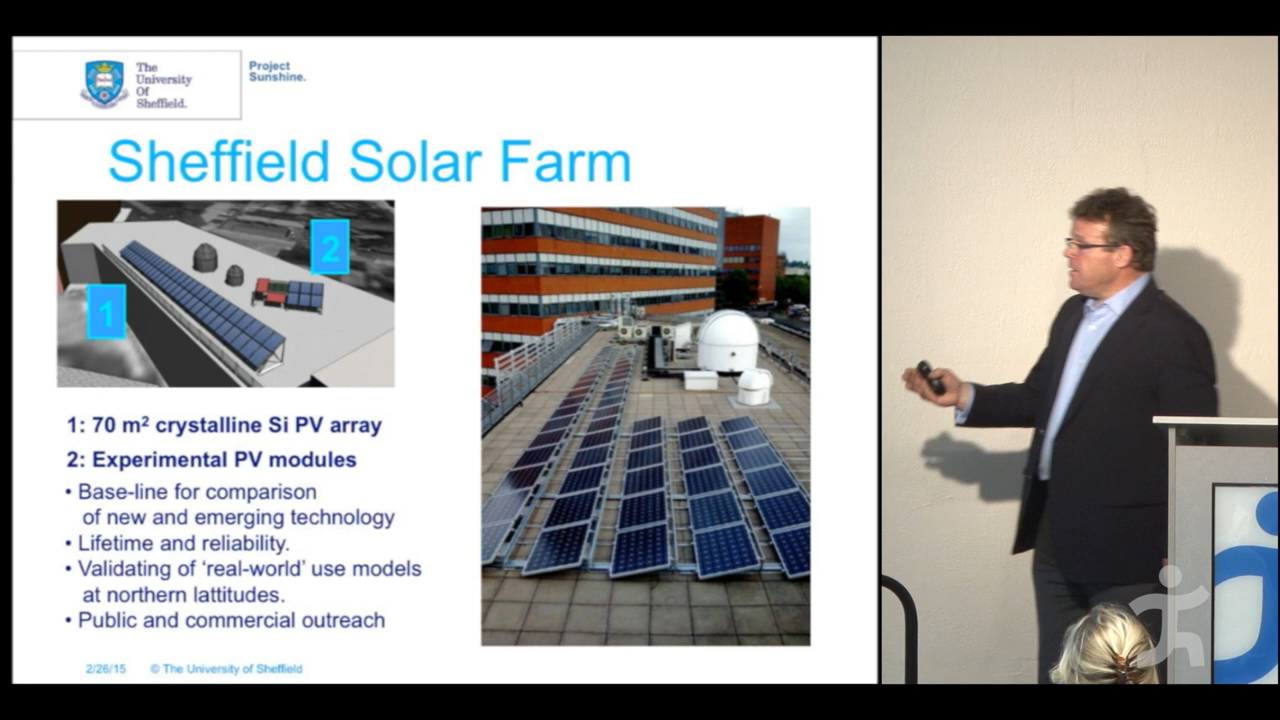 The
University
Of
Sheffield.
Project
Sunshine.
Sheffield Solar Farm
1
2
1: 70 m² crystalline Si PV array
2: Experimental PV modules
• Base-line for comparison
of new and emerging technology
• Lifetime and reliability.
• Validating of ‘real-world’ use models
at northern lattitudes.
• Public and commercial outreach
2/26/15 © The University of Sheffield